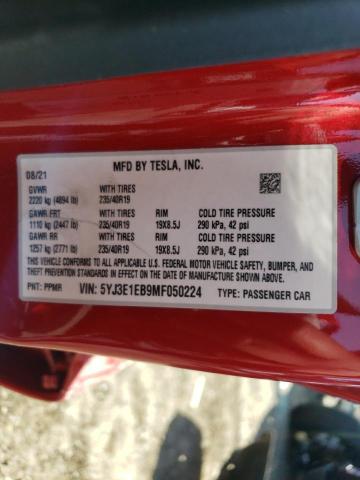 MFD BY TESLA, INC.
08/21
GVWR WITH TIRES
2220 kg (4894 lb) 235/40R19
GAWR FRT WITH TIRES RIM COLD TIRE PRESSURE
1110 kg (2447 lb) 235/40R19 19X8.5J 290 kPa, 42 psi
GAWR RR WITH TIRES RIM COLD TIRE PRESSURE
1257 kg (2771 lb) 235/40R19 19X8.5J 290 kPa, 42 psi
THIS VEHICLE CONFORMS TO ALL APPLICABLE U.S. FEDERAL MOTOR VEHICLE SAFETY, BUMPER, AND
THEFT PREVENTION STANDARDS IN EFFECT ON THE DATE OF MANUFACTURE SHOWN ABOVE.
PNT: PPMR VIN: 5YJ3E1EB9MF050224 TYPE: PASSENGER CAR